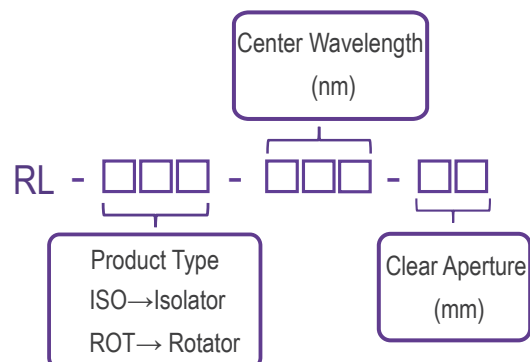 Center Wavelength
(nm)
RL - □□□ - □□□ - □□
Product Type
ISO→Isolator
ROT→ Rotator
Clear Aperture
(mm)